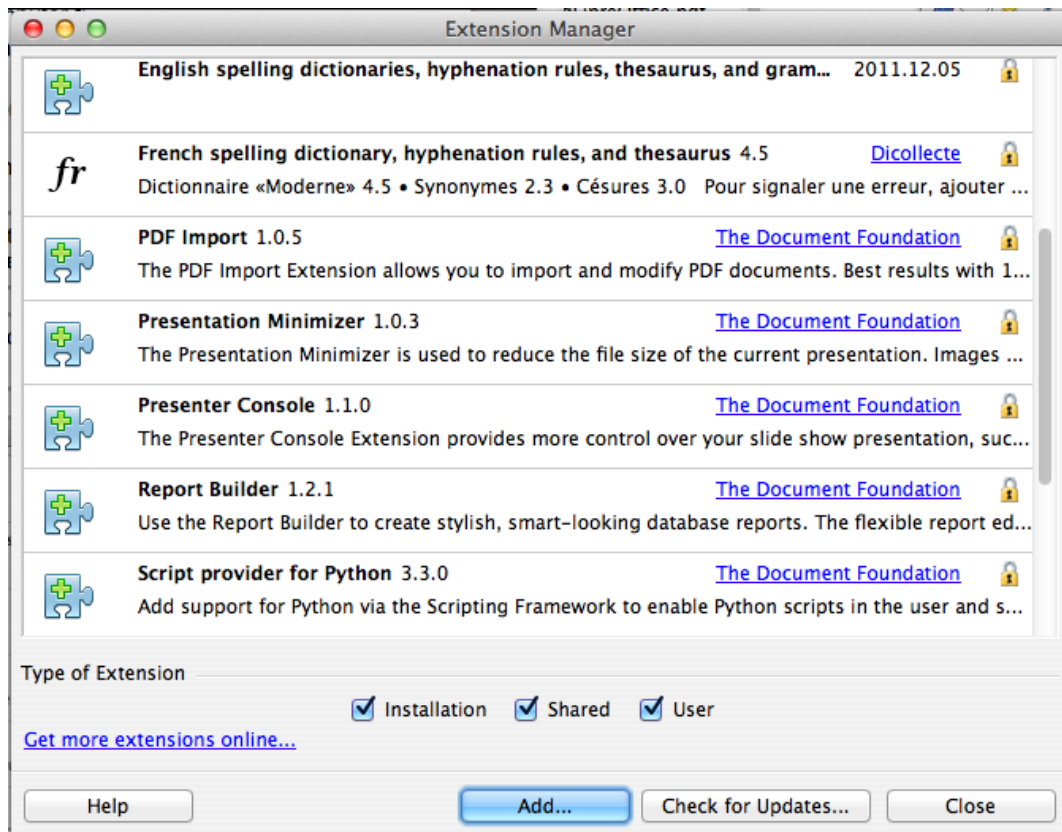 Extension Manager
English spelling dictionaries, hyphenation rules, thesaurus, and gram... 2011.12.05
fr
French spelling dictionary, hyphenation rules, and thesaurus 4.5 Dicollecte
Dictionnaire «Moderne» 4.5 • Synonymes 2.3 • Césures 3.0 Pour signaler une erreur, ajouter ...
PDF Import 1.0.5 The Document Foundation
The PDF Import Extension allows you to import and modify PDF documents. Best results with 1...
Presentation Minimizer 1.0.3 The Document Foundation
The Presentation Minimizer is used to reduce the file size of the current presentation. Images ...
Presenter Console 1.1.0 The Document Foundation
The Presenter Console Extension provides more control over your slide show presentation, suc...
Report Builder 1.2.1 The Document Foundation
Use the Report Builder to create stylish, smart-looking database reports. The flexible report ed...
Script provider for Python 3.3.0 The Document Foundation
Add support for Python via the Scripting Framework to enable Python scripts in the user and s...
Type of Extension
Installation Shared User
Get more extensions online...
Help Add... Check for Updates... Close